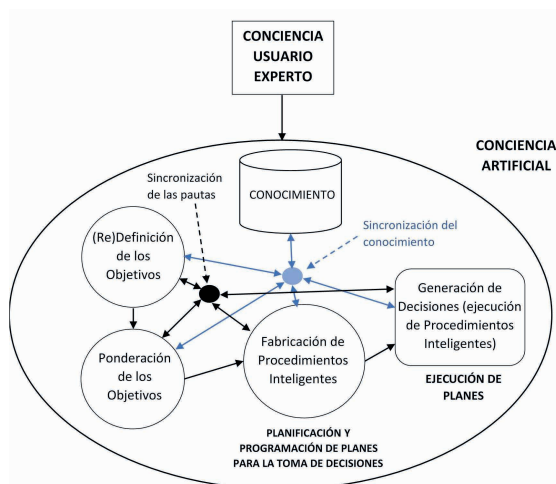 CONCIENCIA
USUARIO
EXPERTO
CONCIENCIA
ARTIFICIAL
Sincronización
de las pautas
CONOCIMIENTO
Sincronización del
conocimiento
(Re)Definición
de los
Objetivos
Generación de
Decisiones (ejecución
de Procedimientos
Inteligentes)
Ponderación
de los
Objetivos
Fabricación de
Procedimientos
Inteligentes
EJECUCIÓN DE
PLANES
PLANIFICACIÓN Y
PROGRAMACIÓN DE PLANES
PARA LA TOMA DE DECISIONES